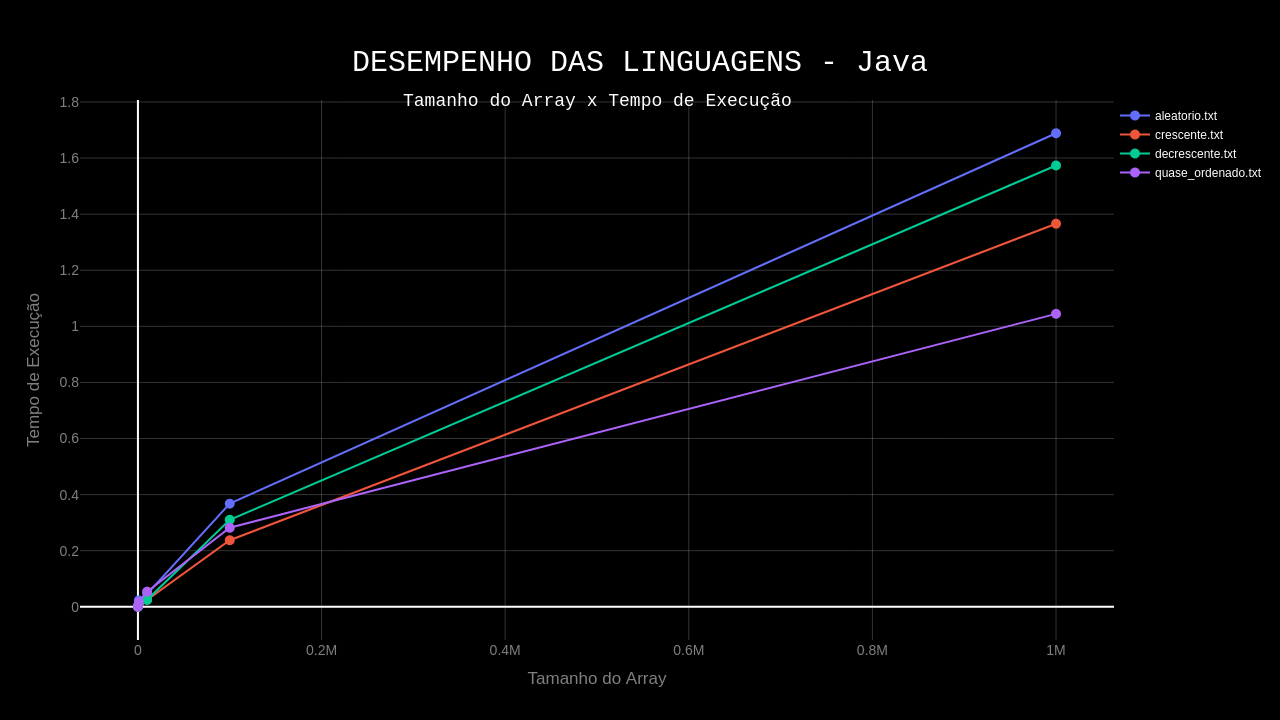 DESEMPENHO DAS LINGUAGENS - Java
Tamanho do Array x Tempo de Execução
1.8
1.6
1.4
1.2
1
0.8
0.6
0.4
0.2
0
Tempo de Execução
0
0.2M
0.4M
0.6M
0.8M
1M
Tamanho do Array
aleatorio.txt
crescente.txt
decrescente.txt
quase_ordenado.txt